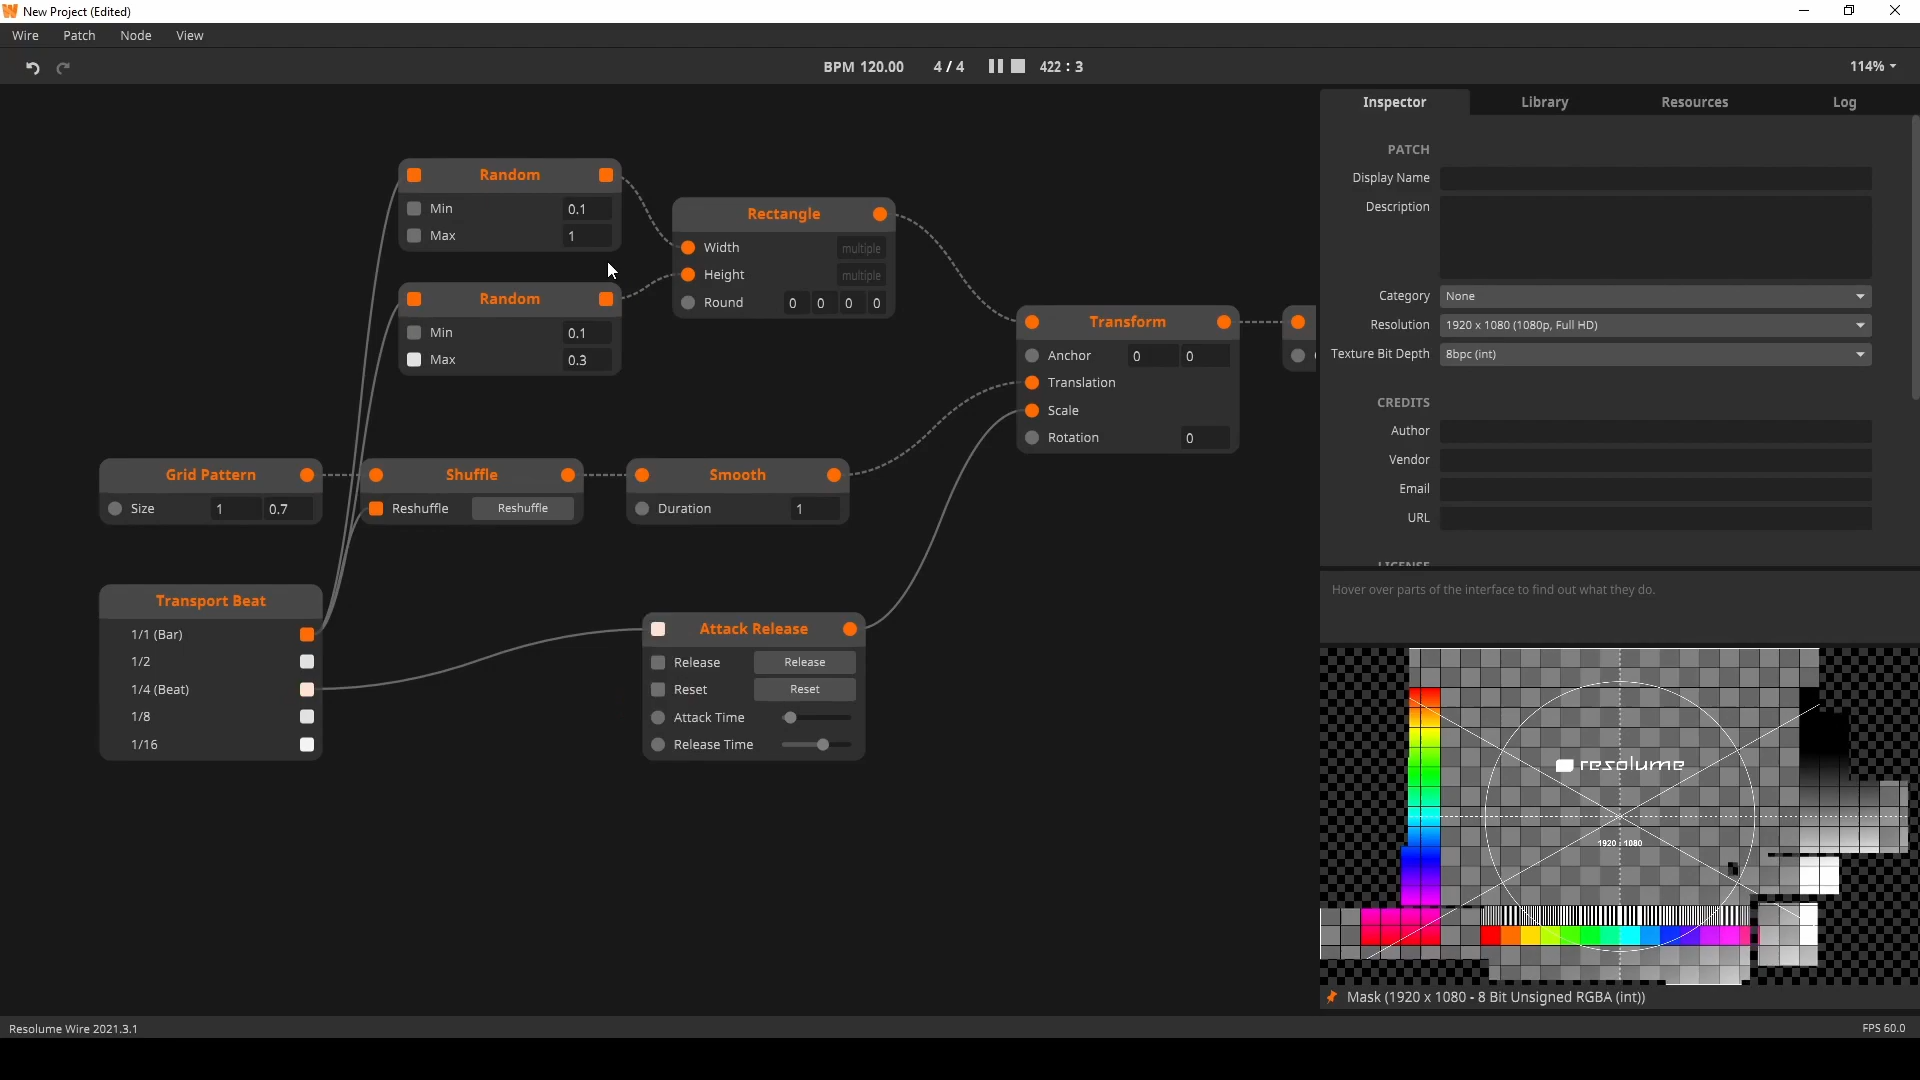 New Project (Edited)
Wire Patch Node View
BPM 120.00 4 / 4 422 : 3 114%
Inspector Library Resources Log
Random
Min 0.1
Max 1
Random
Min 0.1
Max 0.3
Rectangle
Width multiple
Height multiple
Round 0 0 0 0
Transform
Anchor 0 0
Translation
Scale
Rotation 0
Grid Pattern
Size 1 0.7
Shuffle
Reshuffle Reshuffle
Smooth
Duration 1
Transport Beat
1/1 (Bar)
1/2
1/4 (Beat)
1/8
1/16
Attack Release
Release Release
Reset Reset
Attack Time
Release Time
PATCH
Display Name
Description
Category None
Resolution 1920 x 1080 (1080p, Full HD)
Texture Bit Depth 8bpc (int)
CREDITS
Author
Vendor
Email
URL
LICENSE
Hover over parts of the interface to find out what they do.
resolume
1920 1080
Mask (1920 x 1080 - 8 Bit Unsigned RGBA (int))
Resolume Wire 2021.3.1 FPS 60.0